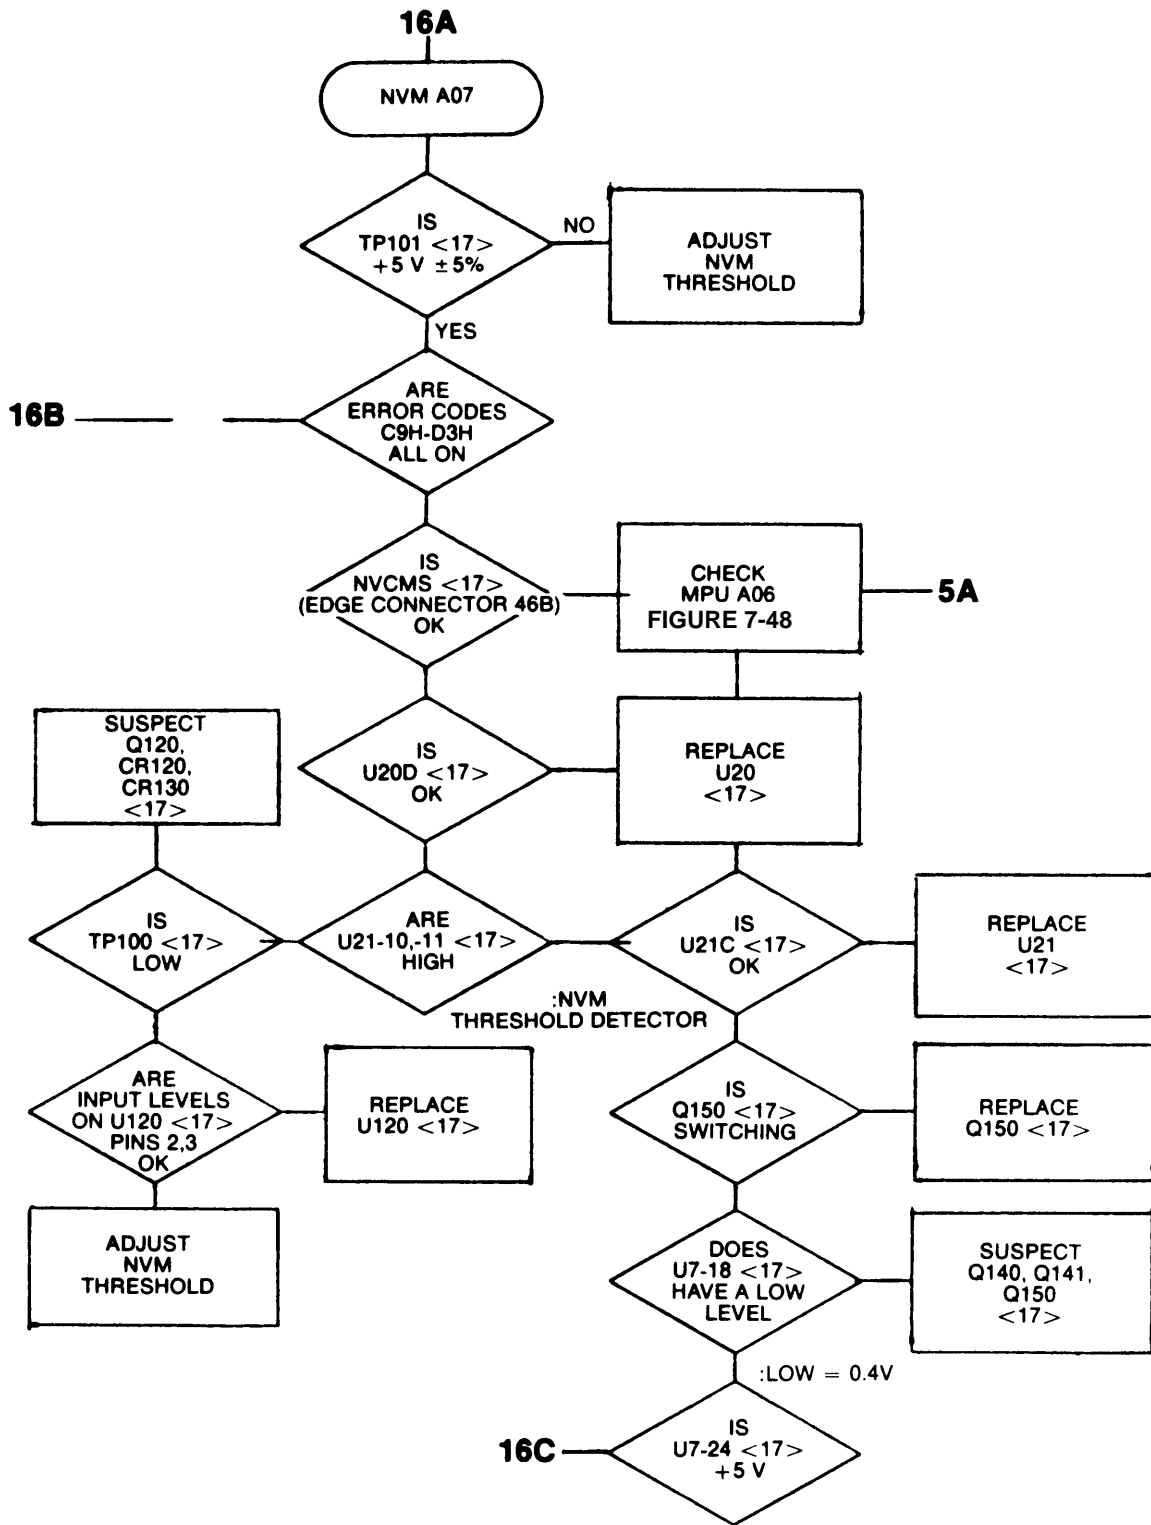 16A
NVM A07
IS
TP101 <17>
+5 V ±5%
NO
ADJUST
NVM
THRESHOLD
YES
16B
ARE
ERROR CODES
C9H-D3H
ALL ON
IS
NVCMS <17>
(EDGE CONNECTOR 46B)
OK
CHECK
MPU A06
FIGURE 7-48
5A
SUSPECT
Q120,
CR120,
CR130
<17>
IS
U20D <17>
OK
REPLACE
U20
<17>
IS
TP100 <17>
LOW
ARE
U21-10,-11 <17>
HIGH
IS
U21C <17>
OK
REPLACE
U21
<17>
:NVM
THRESHOLD DETECTOR
ARE
INPUT LEVELS
ON U120 <17>
PINS 2,3
OK
REPLACE
U120 <17>
IS
Q150 <17>
SWITCHING
REPLACE
Q150 <17>
ADJUST
NVM
THRESHOLD
DOES
U7-18 <17>
HAVE A LOW
LEVEL
SUSPECT
Q140, Q141,
Q150
<17>
:LOW = 0.4V
16C
IS
U7-24 <17>
+5 V